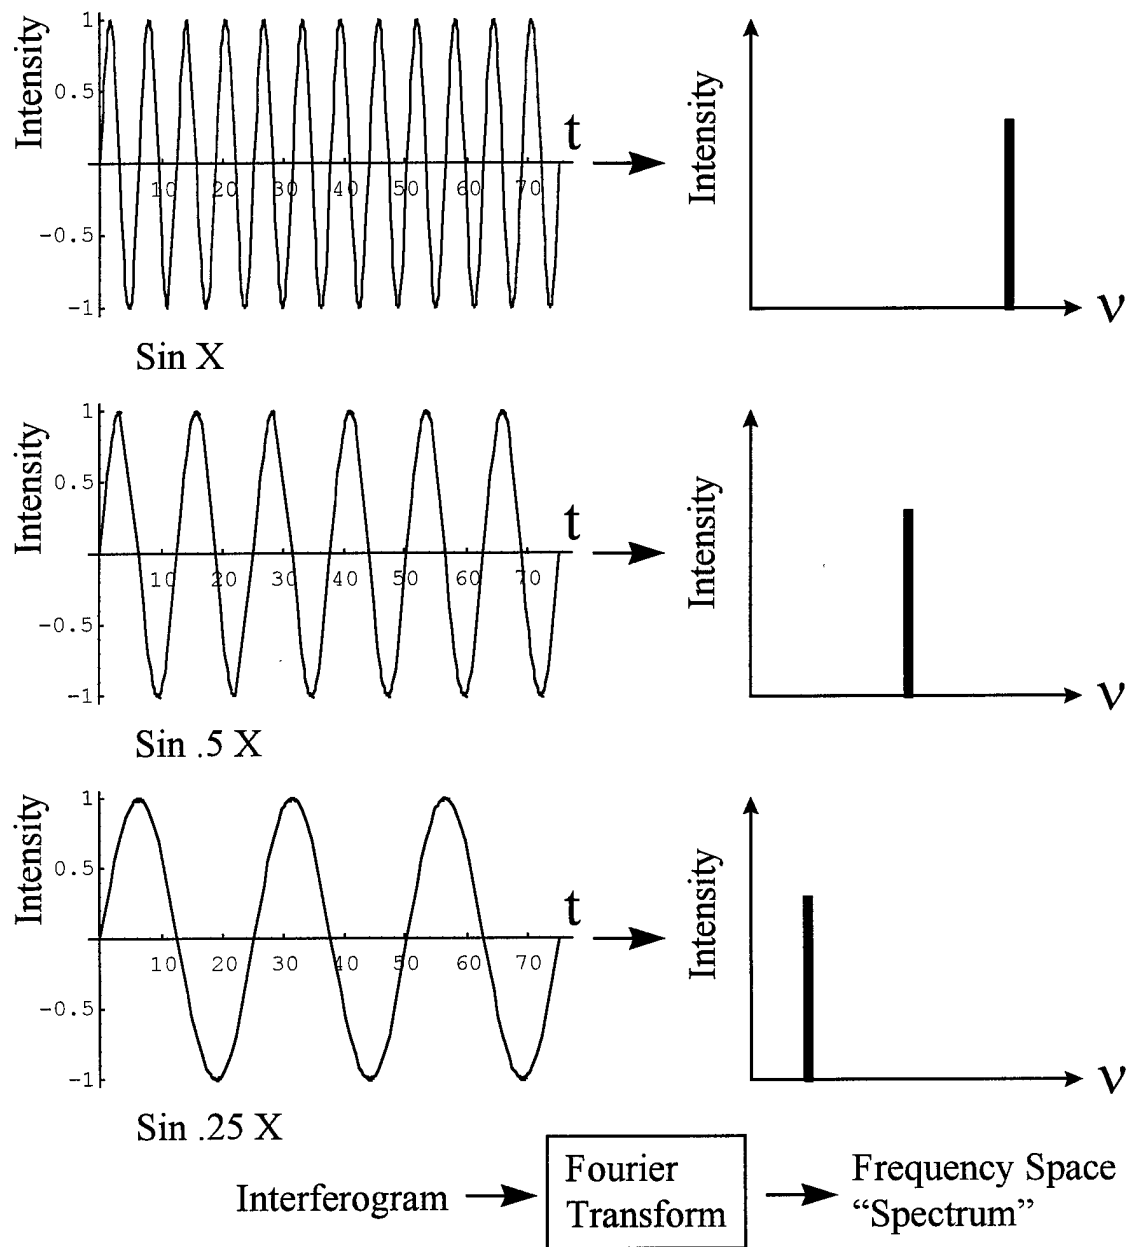 Intensity
1
0.5
-0.5
-1
10 20 30 40 50 60 70
t
Sin X
Intensity
ν
Intensity
1
0.5
-0.5
-1
10 20 30 40 50 60 70
t
Sin .5 X
Intensity
ν
Intensity
1
0.5
-0.5
-1
10 20 30 40 50 60 70
t
Sin .25 X
Intensity
ν
Interferogram
Fourier
Transform
Frequency Space
“Spectrum”